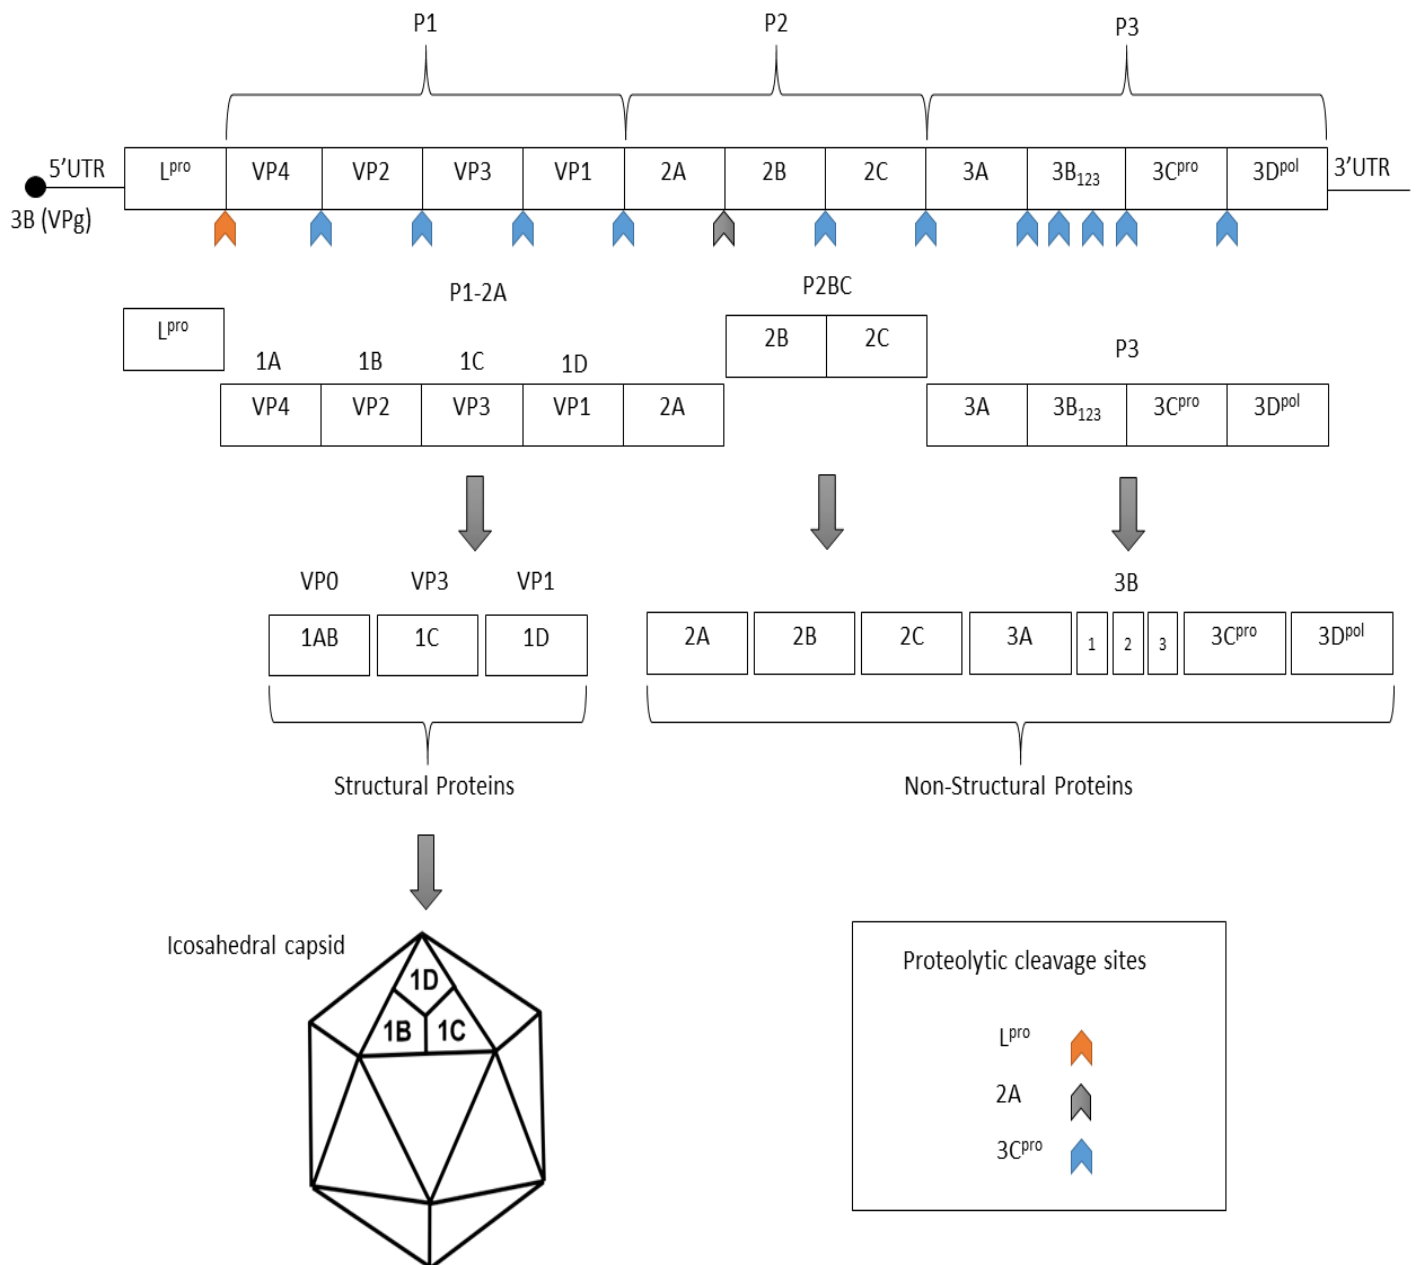 P1 P2 P3
5'UTR Lpro VP4 VP2 VP3 VP1 2A 2B 2C 3A 3B123 3Cpro 3Dpol 3'UTR
3B (VPg)
P1-2A P2BC
Lpro 2B 2C
1A 1B 1C 1D P3
VP4 VP2 VP3 VP1 2A 3A 3B123 3Cpro 3Dpol
VP0 VP3 VP1 3B
1AB 1C 1D 2A 2B 2C 3A 1 2 3 3Cpro 3Dpol
Structural Proteins Non-Structural Proteins
Icosahedral capsid
1D
1B 1C
Proteolytic cleavage sites
Lpro
2A
3Cpro